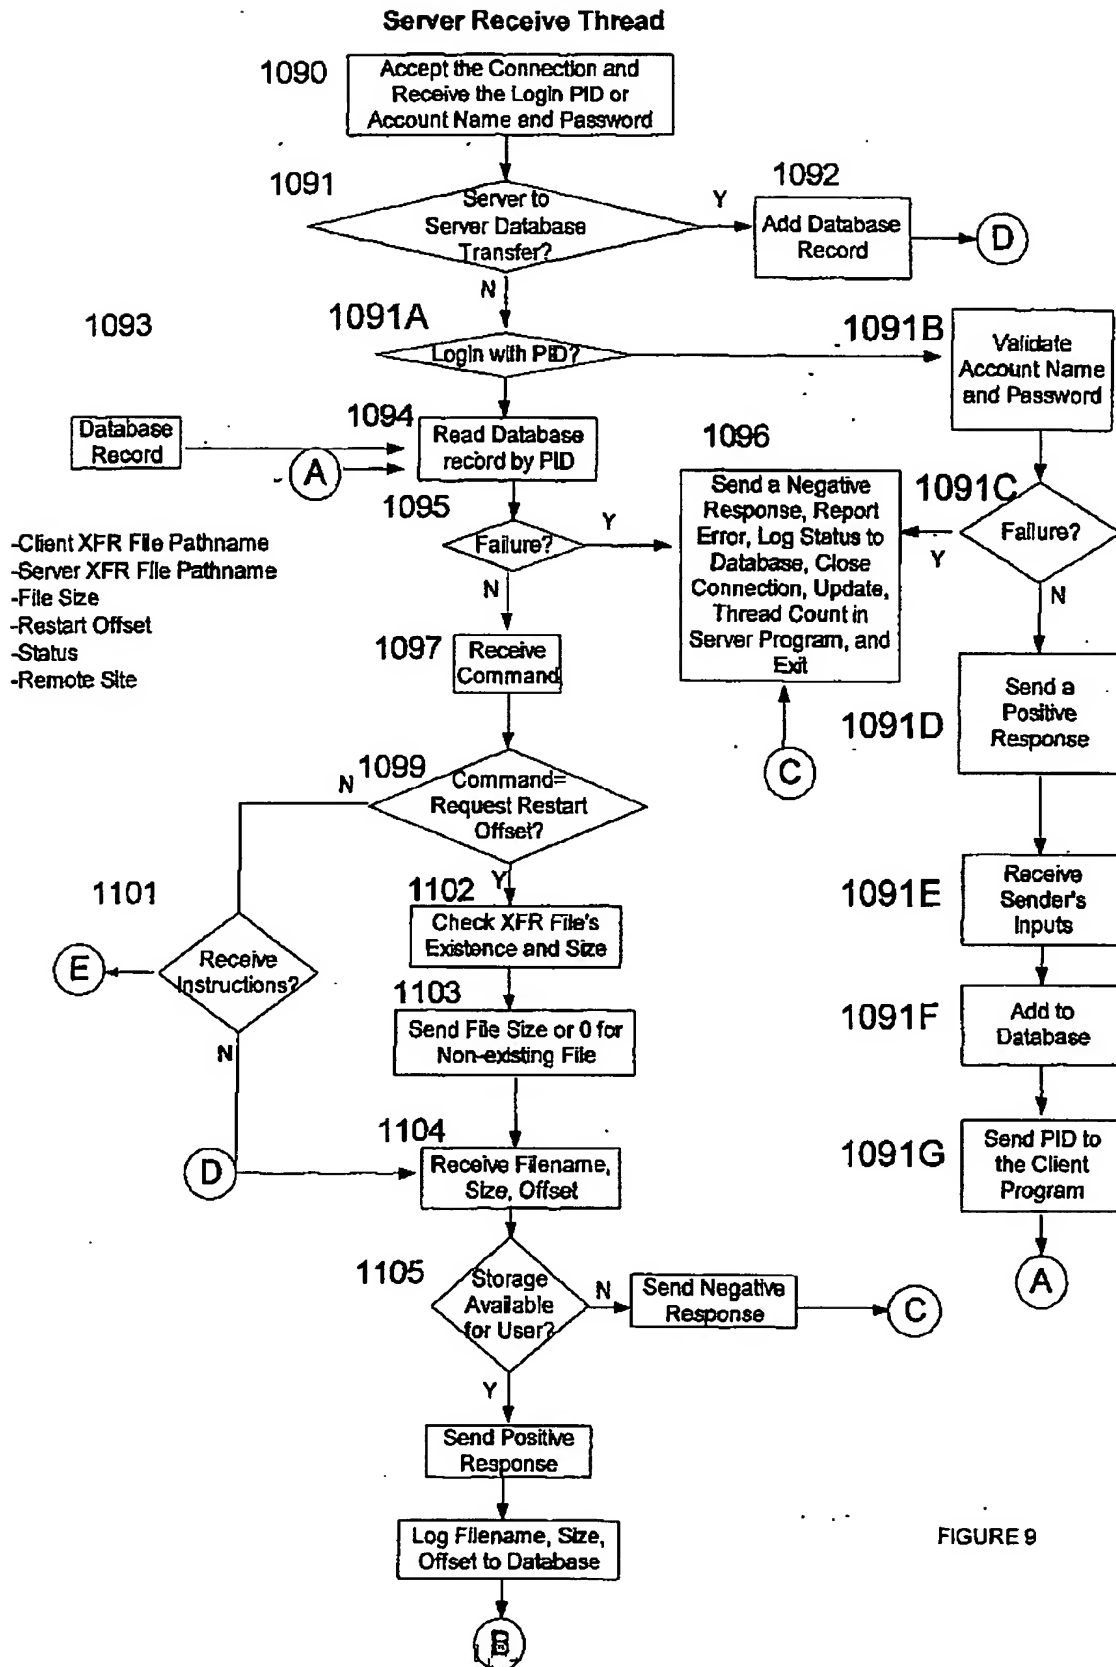 Server Receive Thread
1090
Accept the Connection and
Receive the Login PID or
Account Name and Password
1091
Server to
Server Database
Transfer?
Y
1092
Add Database
Record
D
N
1093
1091A
Login with PID?
1091B
Validate
Account Name
and Password
Database
Record
A
1094
Read Database
record by PID
1095
Failure?
Y
N
1096
Send a Negative
Response, Report
Error, Log Status to
Database, Close
Connection, Update,
Thread Count in
Server Program, and
Exit
C
1091C
Failure?
Y
N
-Client XFR File Pathname
-Server XFR File Pathname
-File Size
-Restart Offset
-Status
-Remote Site
1097
Receive
Command
1091D
Send a
Positive
Response
1099
Command=
Request Restart
Offset?
N
Y
1101
Receive
Instructions?
E
N
1102
Check XFR File's
Existence and Size
1091E
Receive
Sender's
Inputs
1103
Send File Size or 0 for
Non-existing File
1091F
Add to
Database
1104
D
Receive Filename,
Size, Offset
1091G
Send PID to
the Client
Program
A
1105
Storage
Available
for User?
N
Send Negative
Response
C
Y
Send Positive
Response
Log Filename, Size,
Offset to Database
FIGURE 9